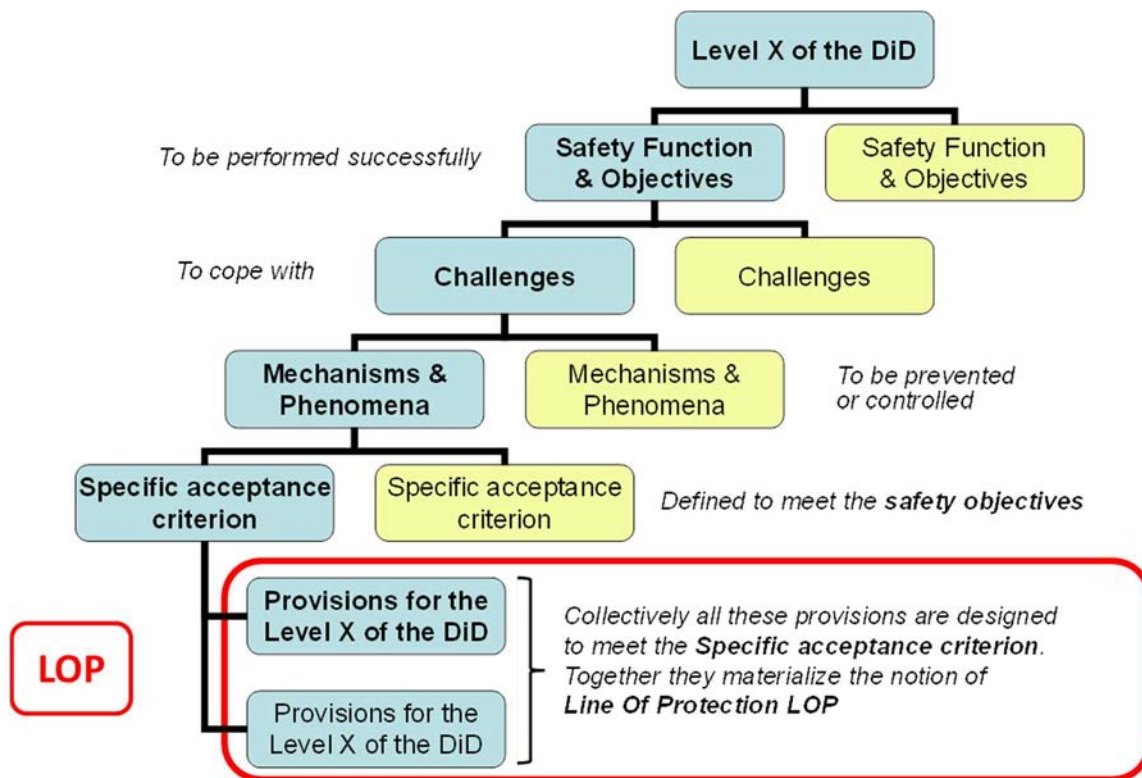 Level X of the DiD
To be performed successfully
Safety Function
& Objectives
Safety Function
& Objectives
To cope with
Challenges
Challenges
Mechanisms &
Phenomena
Mechanisms &
Phenomena
To be prevented
or controlled
Specific acceptance
criterion
Specific acceptance
criterion
Defined to meet the safety objectives
LOP
Provisions for the
Level X of the DiD
Provisions for the
Level X of the DiD
Collectively all these provisions are designed
to meet the Specific acceptance criterion.
Together they materialize the notion of
Line Of Protection LOP